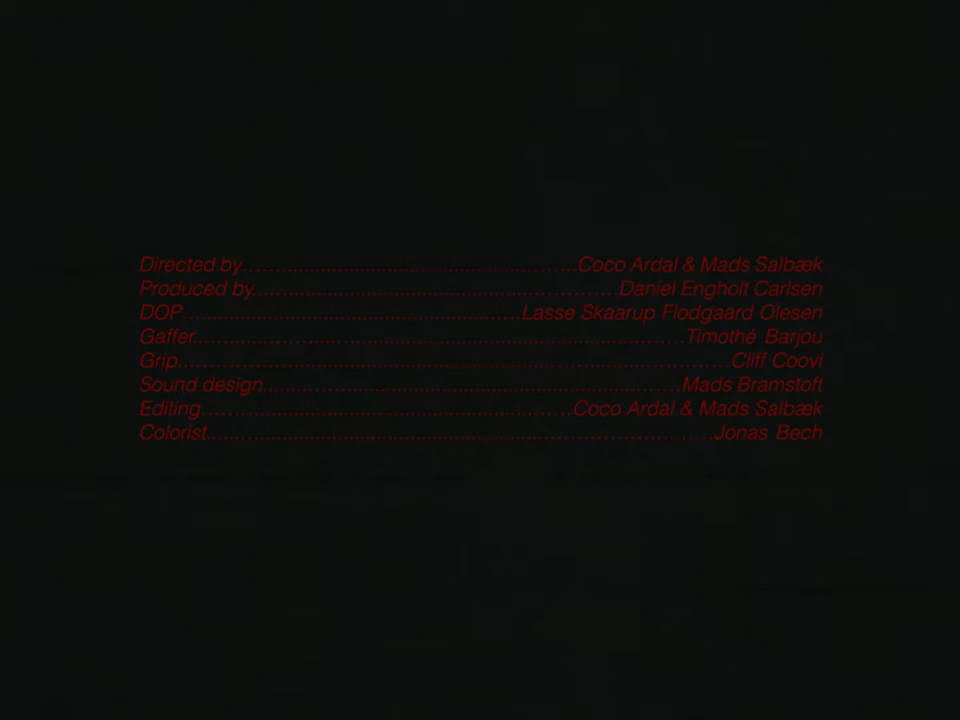 Directed by..........................................................Coco Ardal & Mads Salbæk
Produced by..........................................................Daniel Engholt Carlsen
DOP..........................................................Lasse Skaarup Flodgaard Olesen
Gaffer..........................................................Timothé Barjou
Grip..........................................................Cliff Coovi
Sound design..........................................................Mads Bramstoft
Editing..........................................................Coco Ardal & Mads Salbæk
Colorist..........................................................Jonas Bech